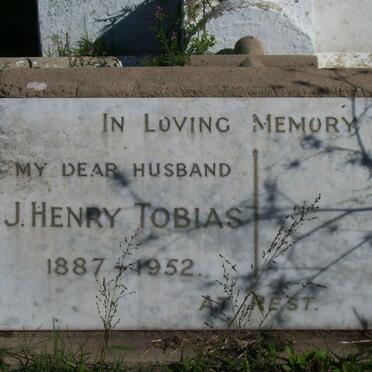 IN LOVING MEMORY
MY DEAR HUSBAND
J. HENRY TOBIAS
1887 - 1952.
AT REST.